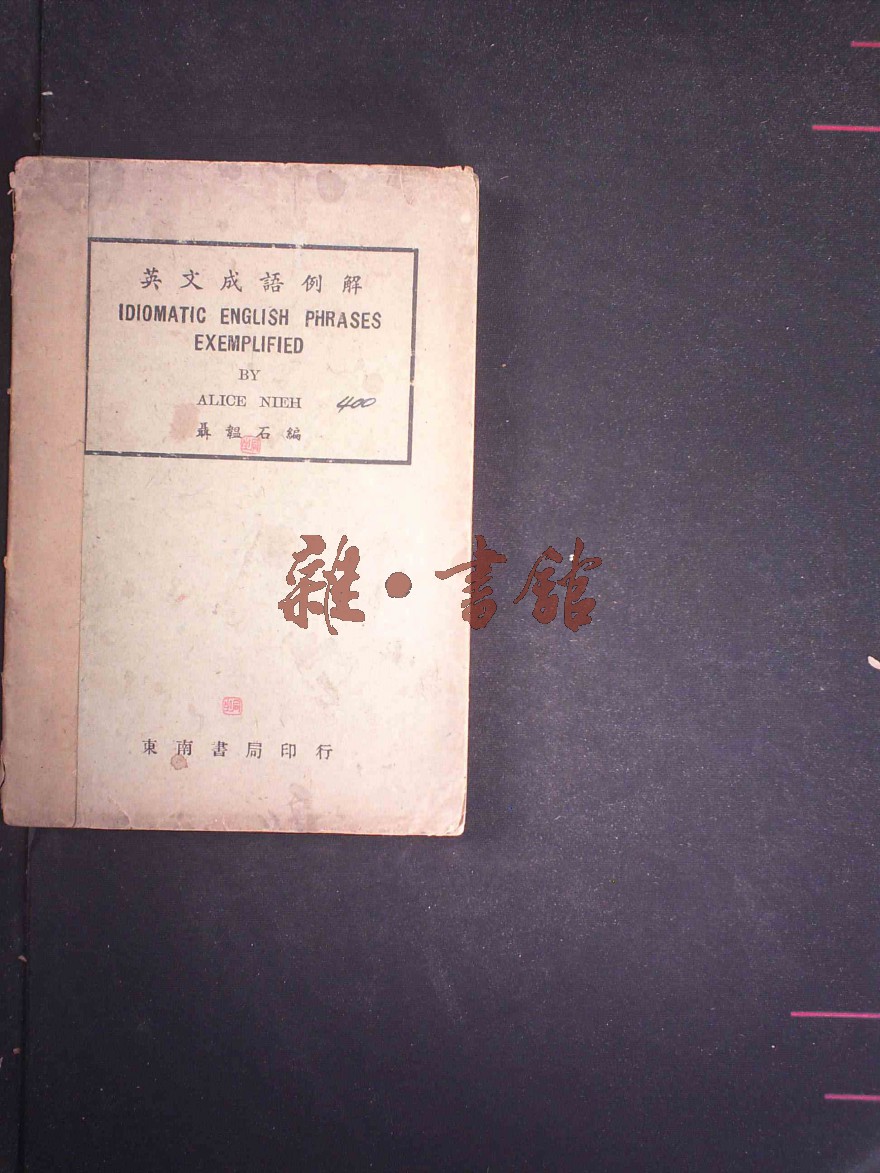 英文成語例解
IDIOMATIC ENGLISH PHRASES
EXEMPLIFIED
BY
ALICE NIEH
400
聶韞石編
雜·書館
東南書局印行